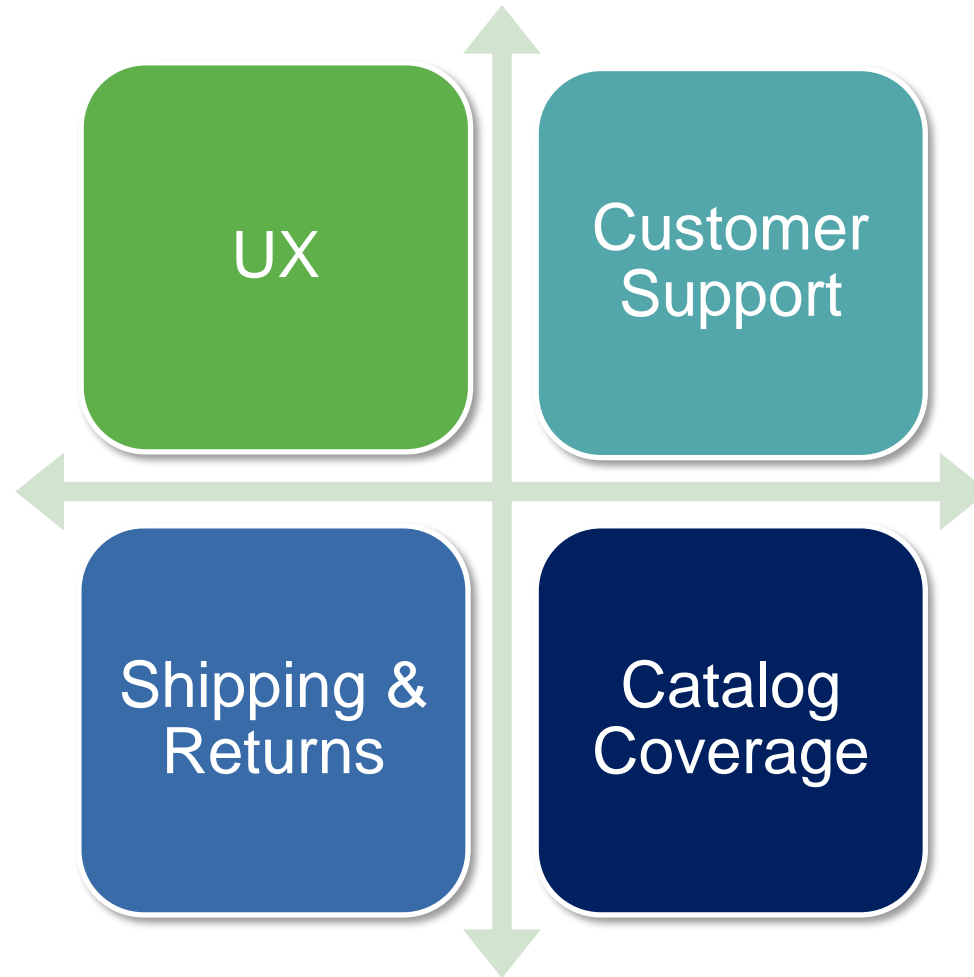 UX
Customer
Support
Shipping &
Returns
Catalog
Coverage